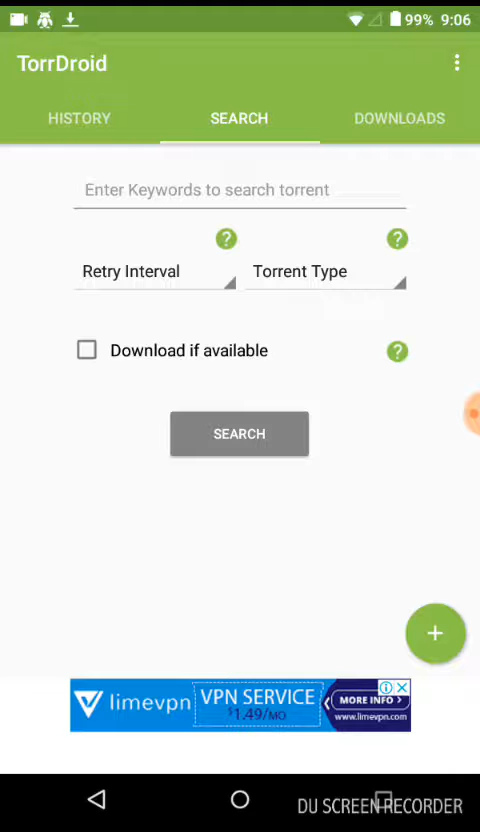 99% 9:06
TorrDroid
HISTORY SEARCH DOWNLOADS
Enter Keywords to search torrent
? ?
Retry Interval Torrent Type
Download if available ?
SEARCH
+
limevpn VPN SERVICE $1.49/MO MORE INFO > www.limevpn.com
DU SCREEN RECORDER